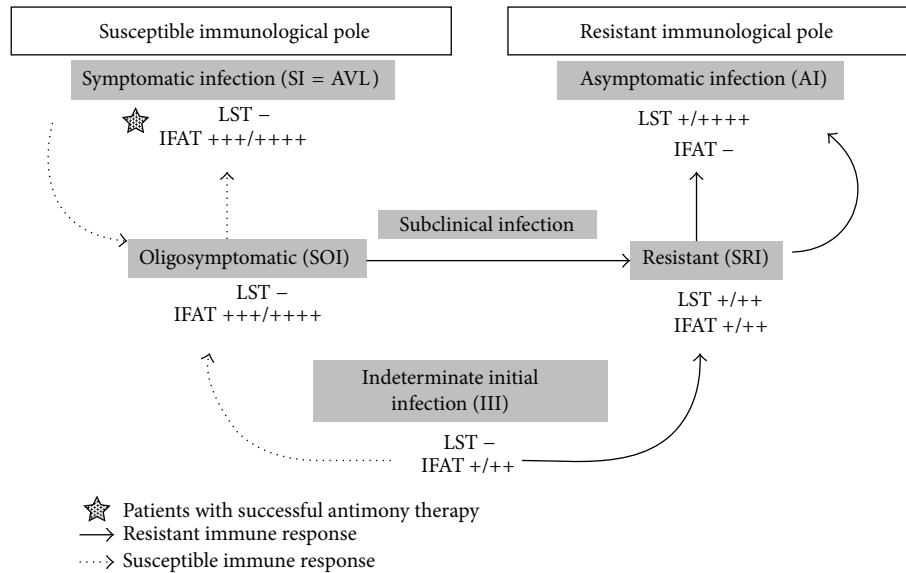 Susceptible immunological pole
Resistant immunological pole
Symptomatic infection (SI = AVL)
Asymptomatic infection (AI)
LST −
IFAT +++/++++
LST +/++++
IFAT −
Subclinical infection
Oligosymptomatic (SOI)
Resistant (SRI)
LST −
IFAT +++/++++
LST +/++
IFAT +/++
Indeterminate initial
infection (III)
LST −
IFAT +/++
Patients with successful antimony therapy
Resistant immune response
Susceptible immune response